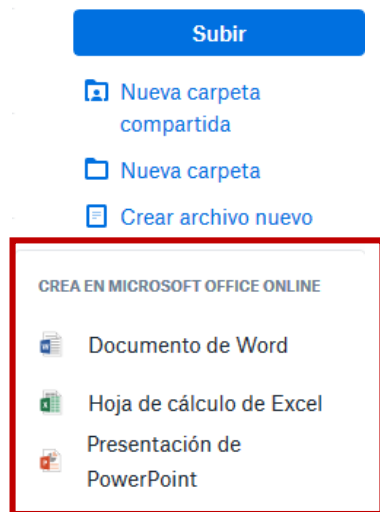 Subir
Nueva carpeta
compartida
Nueva carpeta
Crear archivo nuevo
CREA EN MICROSOFT OFFICE ONLINE
Documento de Word
Hoja de cálculo de Excel
Presentación de
PowerPoint